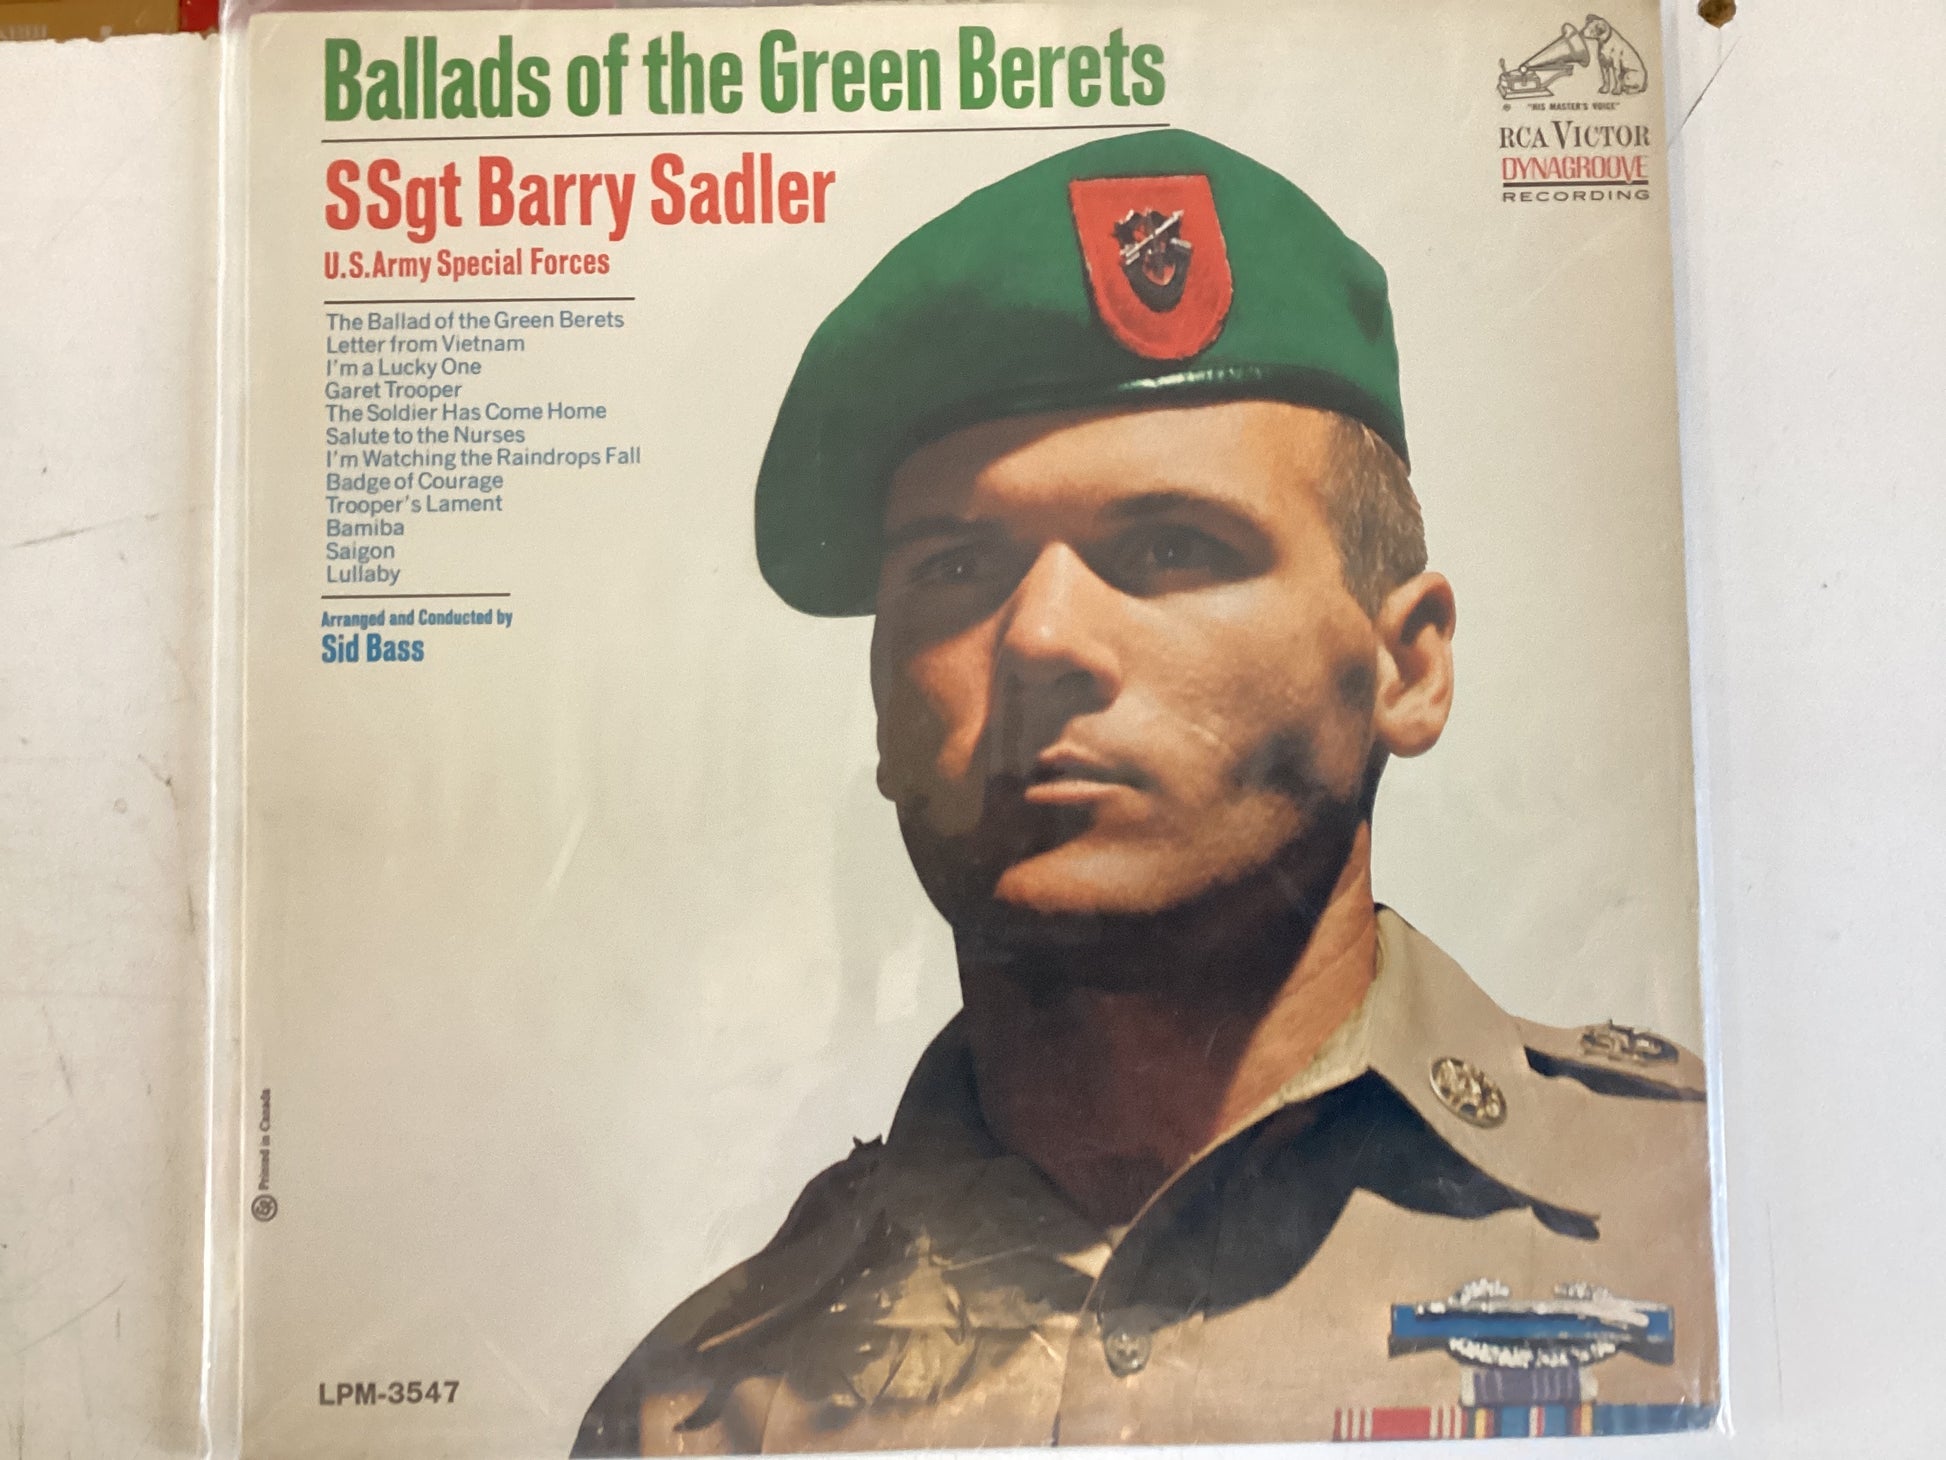 Ballads of the Green Berets
SSgt Barry Sadler
U.S.Army Special Forces
The Ballad of the Green Berets
Letter from Vietnam
I'm a Lucky One
Garet Trooper
The Soldier Has Come Home
Salute to the Nurses
I'm Watching the Raindrops Fall
Badge of Courage
Trooper's Lament
Bamiba
Saigon
Lullaby
Arranged and Conducted by
Sid Bass
® "HIS MASTER'S VOICE"
RCA VICTOR
DYNAGROOVE
RECORDING
Printed in Canada
LPM-3547